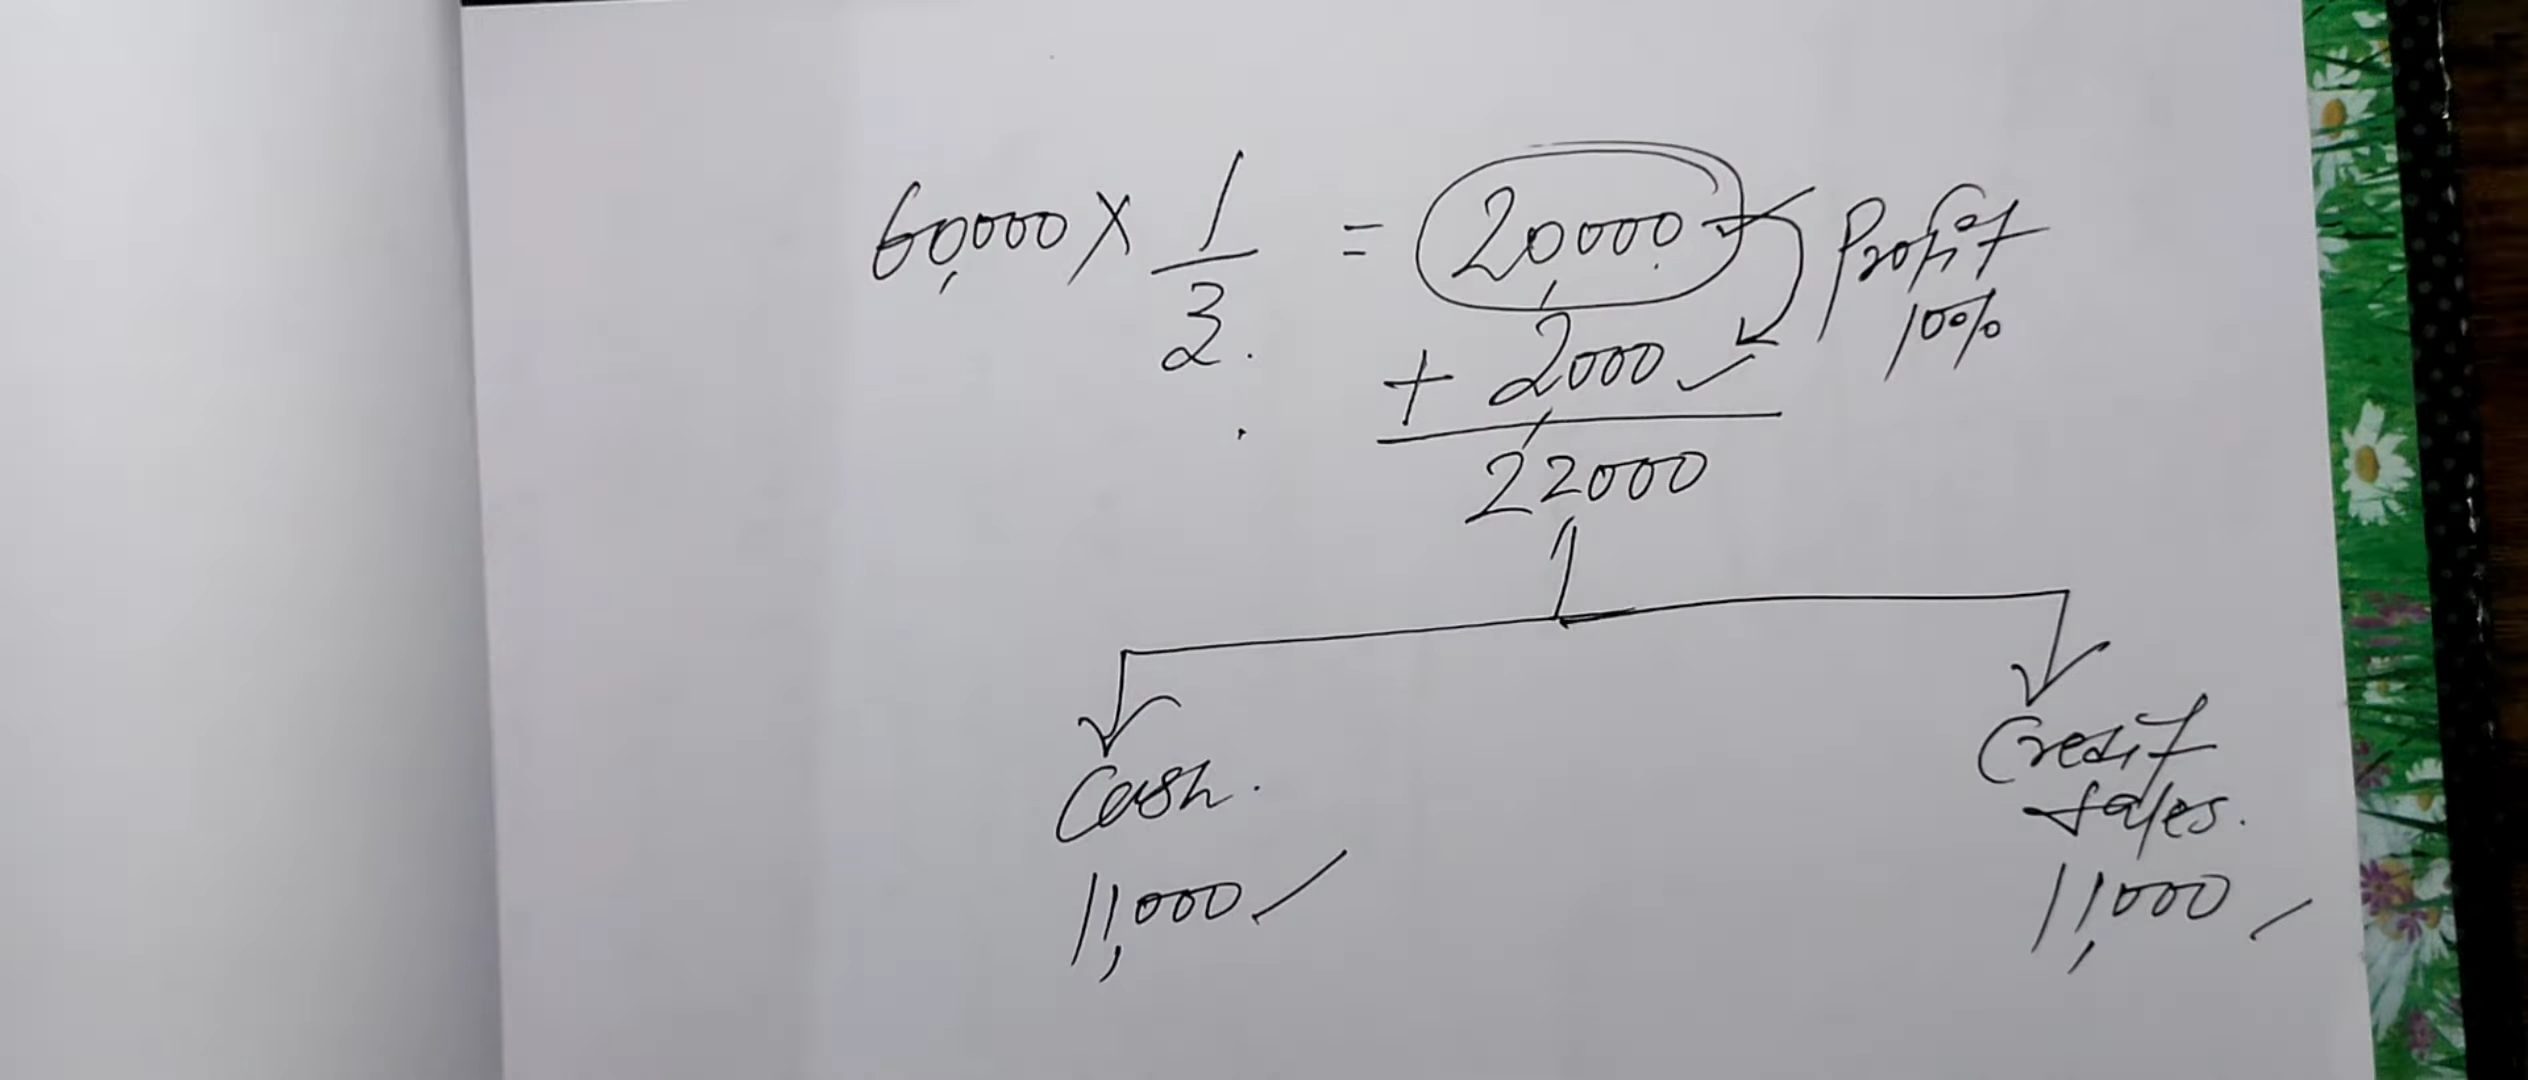 60,000 × 1/3 = 20,000
Profit 10%
+ 2,000
22000
Cash.
11,000
Credit sales.
11,000